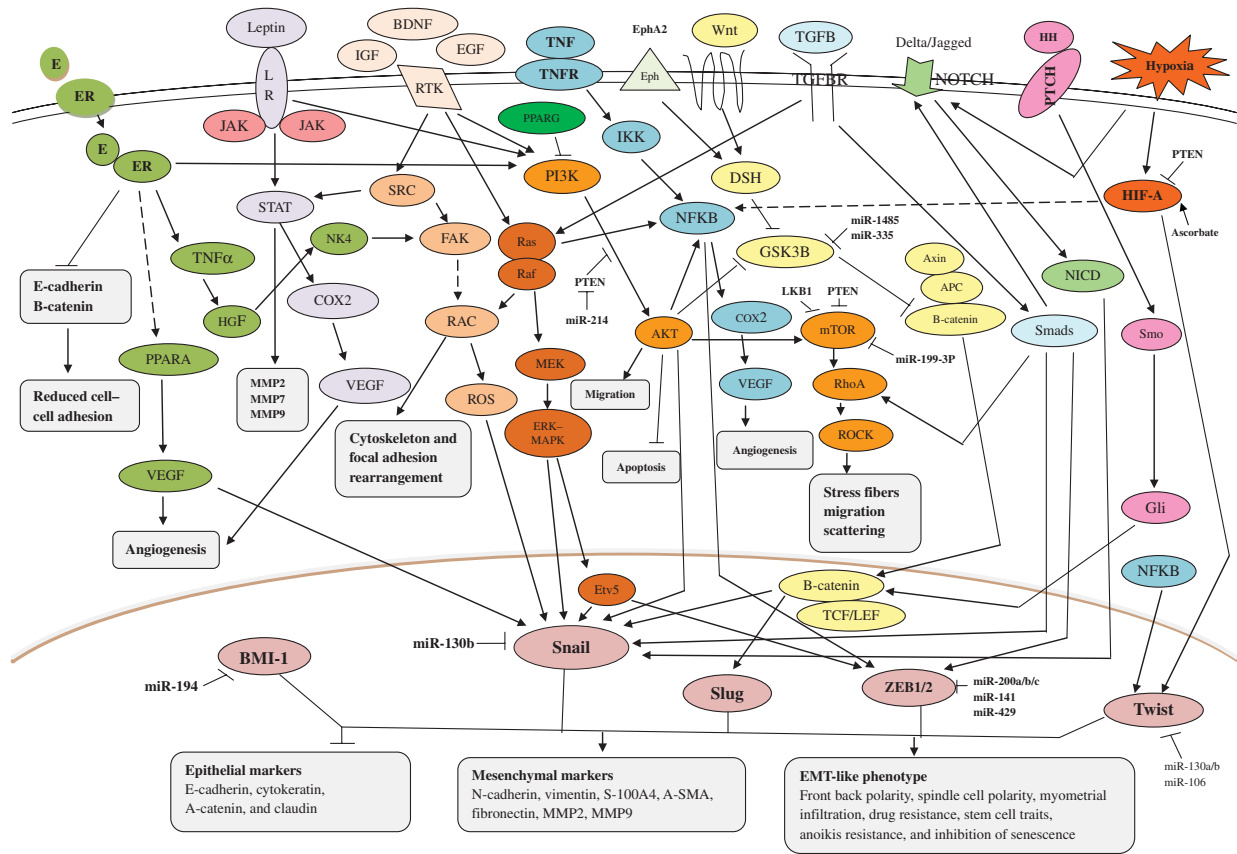 Leptin
BDNF
IGF
EGF
TNF
TNFR
EphA2
Eph
Wnt
TGFB
TGFBR
Delta/Jagged
NOTCH
HH
PTCH
Hypoxia
E
ER
L
R
JAK
JAK
RTK
PPARG
IKK
E
ER
PI3K
DSH
PTEN
HIF-A
Ascorbate
STAT
SRC
NFKB
miR-1485
miR-335
NK4
FAK
Ras
Raf
GSK3B
TNFα
Axin
APC
B-catenin
NICD
E-cadherin
B-catenin
COX2
HGF
PTEN
miR-214
LKB1
PTEN
RAC
AKT
COX2
mTOR
Smads
Smo
miR-199-3P
PPARA
MEK
Reduced cell–
cell adhesion
MMP2
MMP7
MMP9
VEGF
ROS
Migration
VEGF
RhoA
ERK–
MAPK
ROCK
Cytoskeleton and
focal adhesion
rearrangement
Apoptosis
Angiogenesis
VEGF
Stress fibers
migration
scattering
Gli
Angiogenesis
NFKB
Etv5
B-catenin
TCF/LEF
miR-130b
Snail
BMI-1
miR-194
Slug
ZEB1/2
miR-200a/b/c
miR-141
miR-429
Twist
miR-130a/b
miR-106
Epithelial markers
E-cadherin, cytokeratin,
A-catenin, and claudin
Mesenchymal markers
N-cadherin, vimentin, S-100A4, A-SMA,
fibronectin, MMP2, MMP9
EMT-like phenotype
Front back polarity, spindle cell polarity, myometrial
infiltration, drug resistance, stem cell traits,
anoikis resistance, and inhibition of senescence